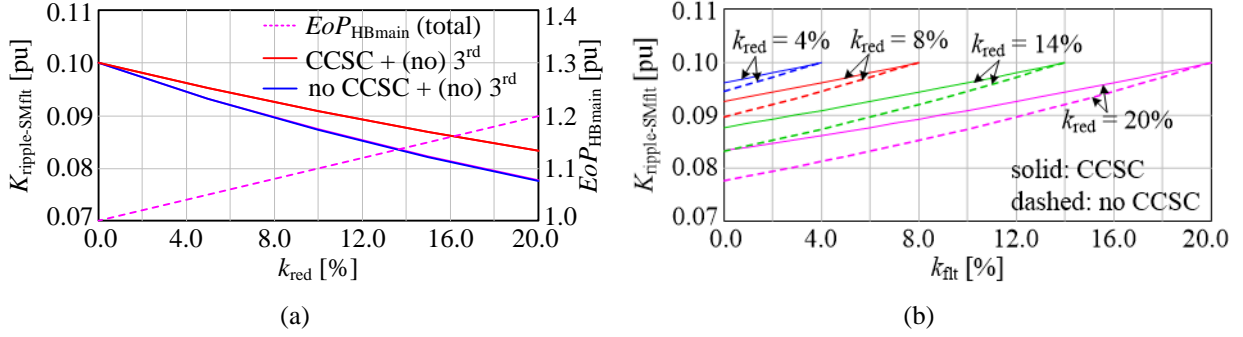 0.11
0.10
0.09
0.08
0.07
K_ripple-SMflt [pu]
EoP_HBmain (total)
CCSC + (no) 3rd
no CCSC + (no) 3rd
1.4
1.3
1.2
1.1
1.0
EoP_HBmain [pu]
0.0 4.0 8.0 12.0 16.0 20.0
k_red [%]
(a)
0.11
0.10
0.09
0.08
0.07
K_ripple-SMflt [pu]
k_red = 4%
k_red = 8%
k_red = 14%
k_red = 20%
solid: CCSC
dashed: no CCSC
0.0 4.0 8.0 12.0 16.0 20.0
k_flt [%]
(b)